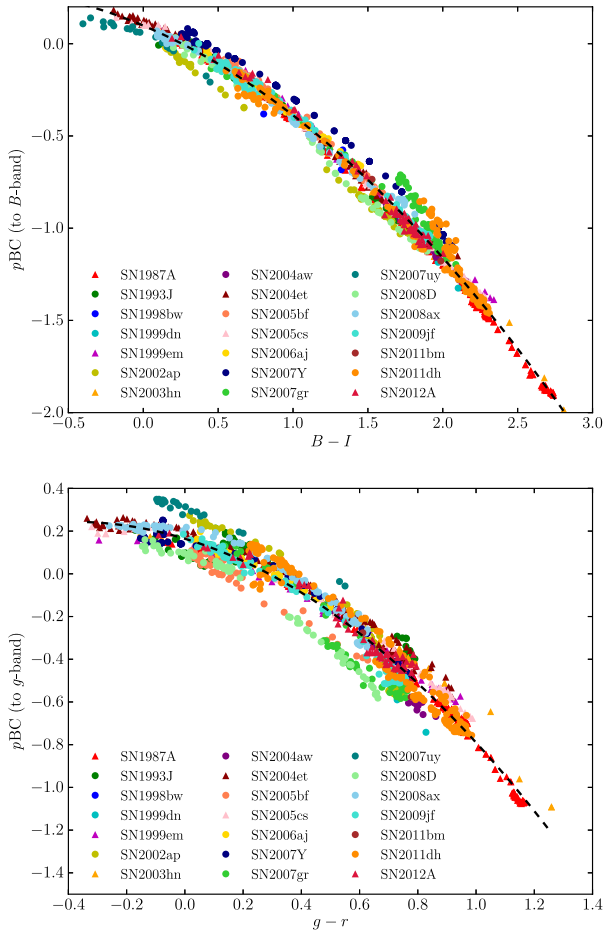 0.0
−0.5
−1.0
−1.5
−2.0
pBC (to B-band)
SN1987A SN2004aw SN2007uy
SN1993J SN2004et SN2008D
SN1998bw SN2005bf SN2008ax
SN1999dn SN2005cs SN2009jf
SN1999em SN2006aj SN2011bm
SN2002ap SN2007Y SN2011dh
SN2003hn SN2007gr SN2012A
−0.5 0.0 0.5 1.0 1.5 2.0 2.5 3.0
B − I
0.4
0.2
0.0
−0.2
−0.4
−0.6
−0.8
−1.0
−1.2
−1.4
pBC (to g-band)
SN1987A SN2004aw SN2007uy
SN1993J SN2004et SN2008D
SN1998bw SN2005bf SN2008ax
SN1999dn SN2005cs SN2009jf
SN1999em SN2006aj SN2011bm
SN2002ap SN2007Y SN2011dh
SN2003hn SN2007gr SN2012A
−0.4 −0.2 0.0 0.2 0.4 0.6 0.8 1.0 1.2 1.4
g − r